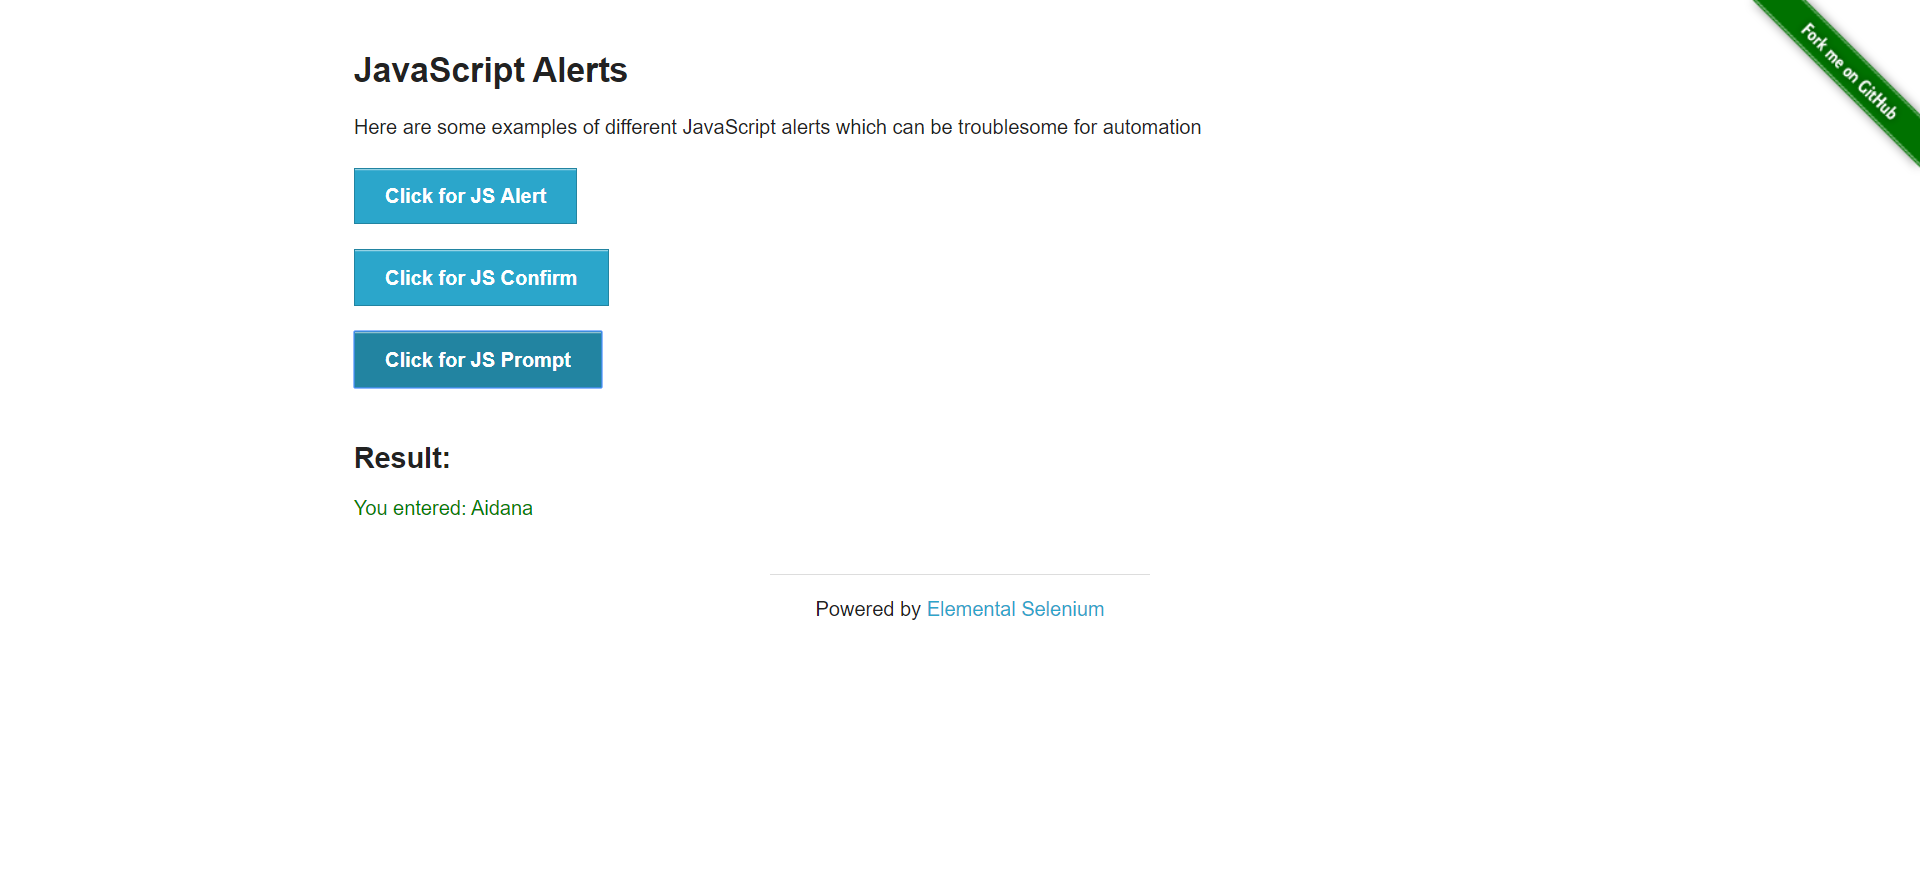 Fork me on GitHub
JavaScript Alerts
Here are some examples of different JavaScript alerts which can be troublesome for automation
Click for JS Alert
Click for JS Confirm
Click for JS Prompt
Result:
You entered: Aidana
Powered by Elemental Selenium